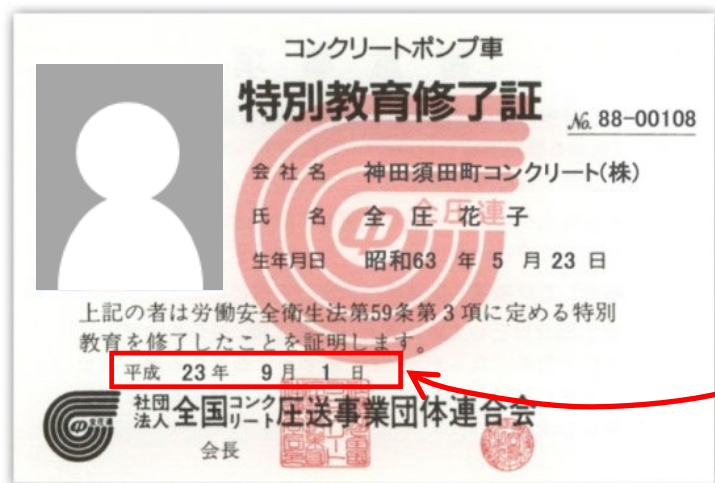 コンクリートポンプ車
特別教育修了証
No. 88-00108
会社名 神田須田町コンクリート(株)
氏名 全圧花子
生年月日 昭和63 年 5 月 23 日
上記の者は労働安全衛生法第59条第3項に定める特別
教育を修了したことを証明します。
平成 23 年 9 月 1 日
社団法人 全国コンクリート圧送事業団体連合会
会長
全圧連